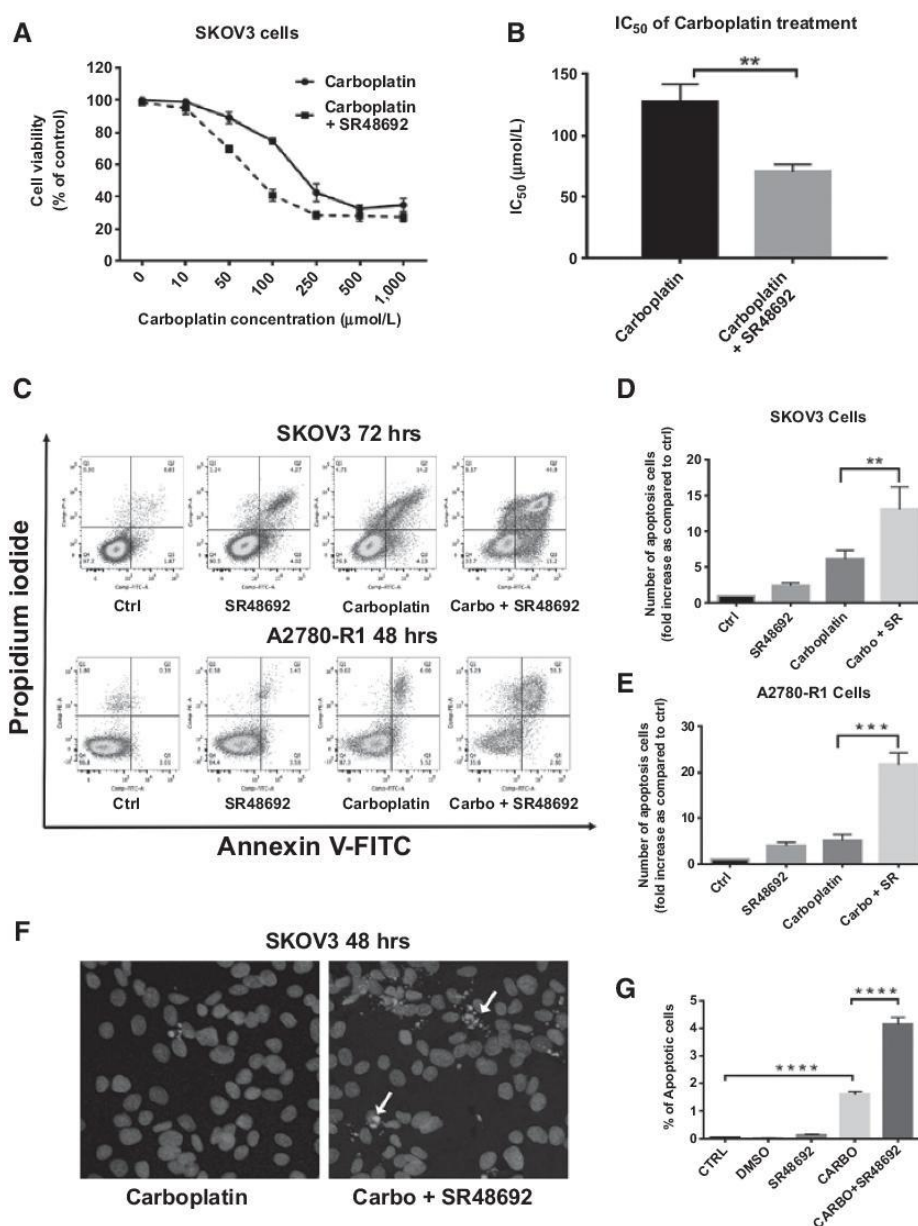 A
SKOV3 cells
120
100
80
60
40
20
0
Cell viability
(% of control)
Carboplatin
Carboplatin
+ SR48692
0
10
50
100
250
500
1,000
Carboplatin concentration (μmol/L)
B
IC50 of Carboplatin treatment
**
150
100
50
0
IC50 (μmol/L)
Carboplatin
Carboplatin
+ SR48692
C
Propidium iodide
SKOV3 72 hrs
Ctrl
SR48692
Carboplatin
Carbo + SR48692
A2780-R1 48 hrs
Ctrl
SR48692
Carboplatin
Carbo + SR48692
Annexin V-FITC
D
SKOV3 Cells
Number of apoptosis cells
(fold increase as compared to ctrl)
20
15
10
5
0
**
Ctrl
SR48692
Carboplatin
Carbo + SR
E
A2780-R1 Cells
Number of apoptosis cells
(fold increase as compared to ctrl)
30
20
10
0
***
Ctrl
SR48692
Carboplatin
Carbo + SR
F
SKOV3 48 hrs
Carboplatin
Carbo + SR48692
G
% of Apoptotic cells
5
4
3
2
1
0
****
****
CTRL
DMSO
SR48692
CARBO
CARBO+SR48692